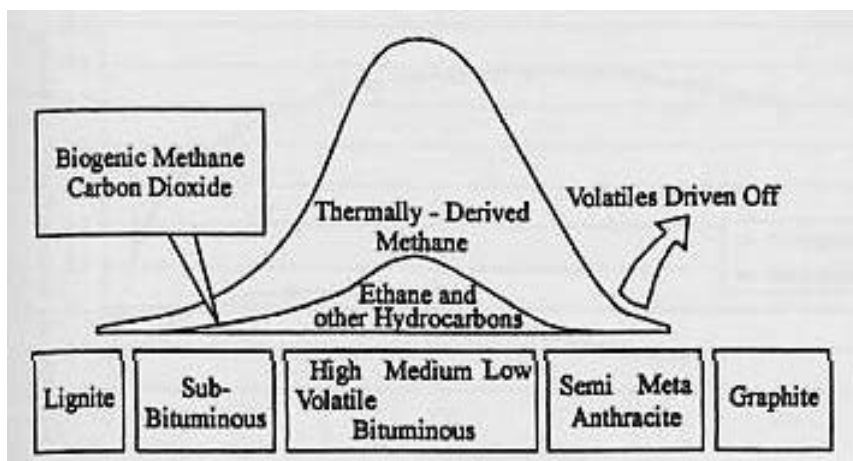 Biogenic Methane
Carbon Dioxide
Thermally - Derived
Methane
Volatiles Driven Off
Ethane and
other Hydrocarbons
Lignite
Sub-
Bituminous
High Medium Low
Volatile
Bituminous
Semi Meta
Anthracite
Graphite